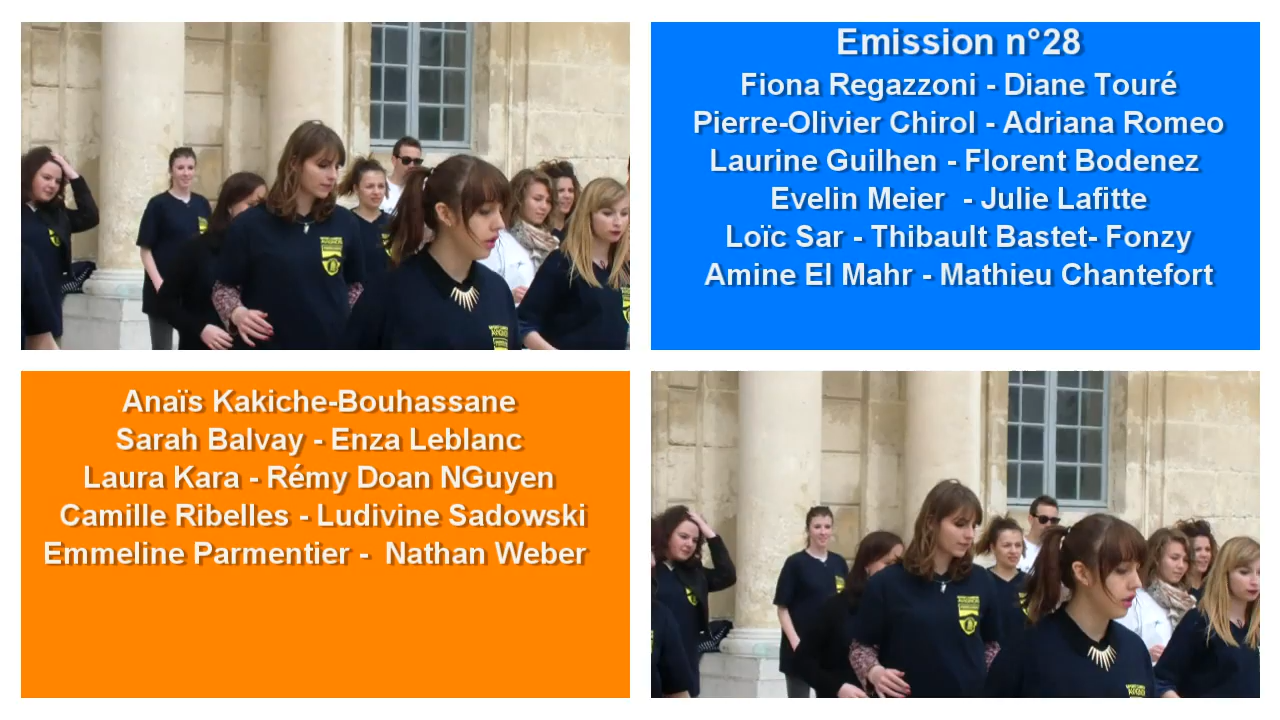 Emission n°28
Fiona Regazzoni - Diane Touré
Pierre-Olivier Chirol - Adriana Romeo
Laurine Guilhen - Florent Bodenez
Evelin Meier - Julie Lafitte
Loïc Sar - Thibault Bastet- Fonzy
Amine El Mahr - Mathieu Chantefort
Anaïs Kakiche-Bouhassane
Sarah Balvay - Enza Leblanc
Laura Kara - Rémy Doan NGuyen
Camille Ribelles - Ludivine Sadowski
Emmeline Parmentier - Nathan Weber